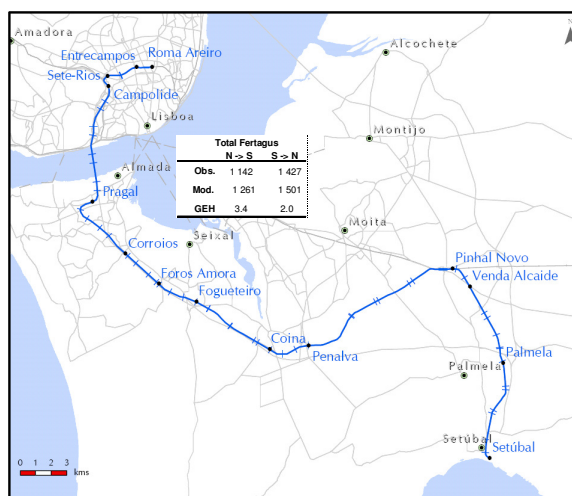 Amadora
Alcochete
Entrecampos
Roma Areiro
Sete-Rios
Campolide
Lisboa
Montijo
Total Fertagus
N -> S S -> N
Obs. 1 142 1 427
Mod. 1 261 1 501
GEH 3.4 2.0
Almada
Pragal
Moita
Seixal
Corroios
Pinhal Novo
Foros Amora
Venda Alcaide
Fogueteiro
Coina
Penalva
Palmela
Palmela
Setúbal
Setúbal
0 1 2 3
kms